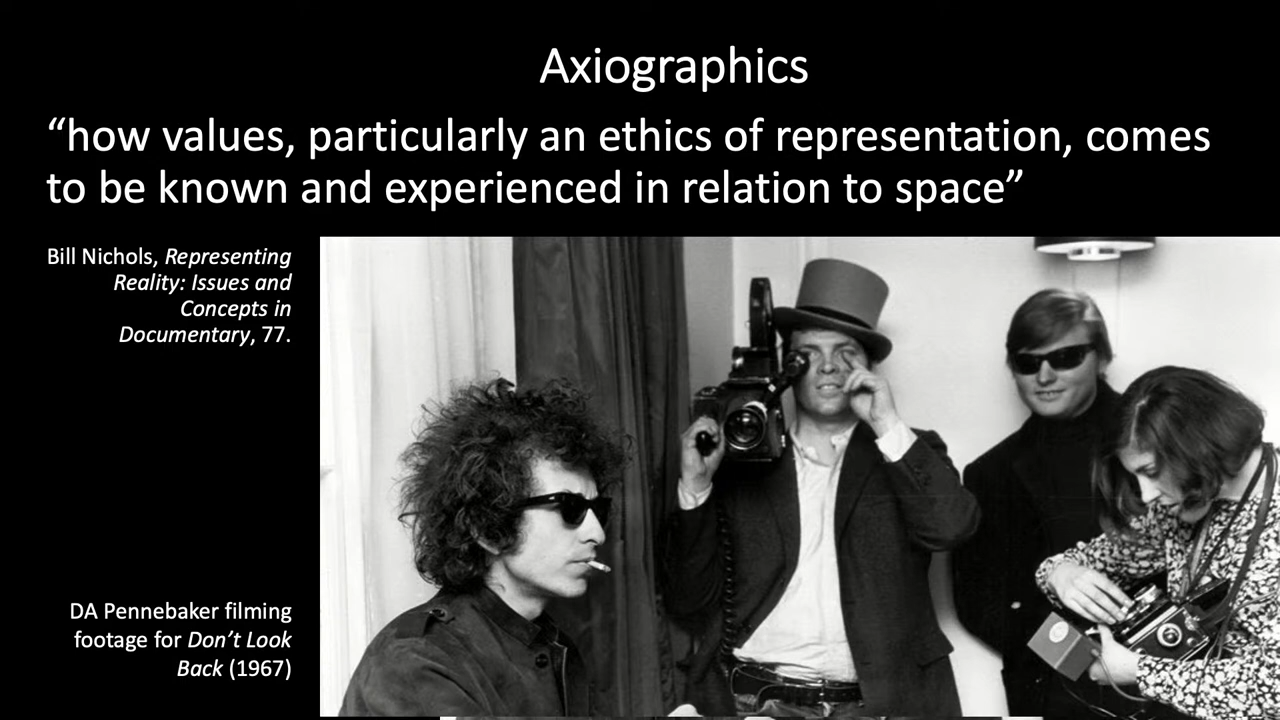 Axiographics
“how values, particularly an ethics of representation, comes
to be known and experienced in relation to space”
Bill Nichols, Representing
Reality: Issues and
Concepts in
Documentary, 77.
DA Pennebaker filming
footage for Don’t Look
Back (1967)